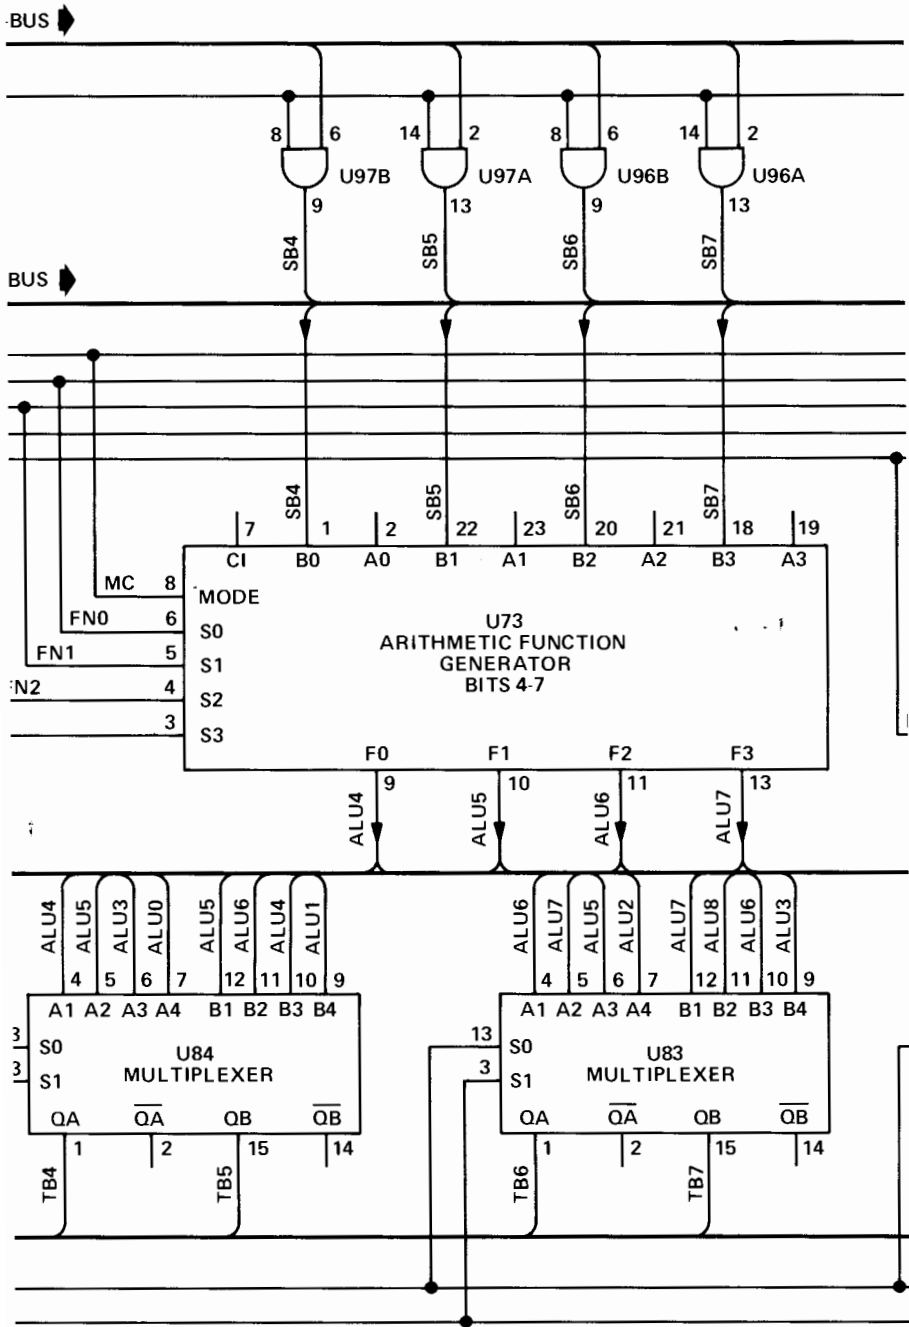 -BUS
8 6 14 2 8 6 14 2
U97B U97A U96B U96A
9 13 9 13
SB4 SB5 SB6 SB7
BUS
SB4 SB5 SB6 SB7
7 1 2 22 23 20 21 18 19
CI B0 A0 B1 A1 B2 A2 B3 A3
MC 8 MODE
FN0 6 S0
FN1 5 S1
FN2 4 S2
3 S3
U73
ARITHMETIC FUNCTION
GENERATOR
BITS 4-7
F0 F1 F2 F3
9 10 11 13
ALU4 ALU5 ALU6 ALU7
ALU4 ALU5 ALU3 ALU0 ALU5 ALU6 ALU4 ALU1 ALU6 ALU7 ALU5 ALU2 ALU7 ALU8 ALU6 ALU3
4 5 6 7 12 11 10 9 4 5 6 7 12 11 10 9
A1 A2 A3 A4 B1 B2 B3 B4 A1 A2 A3 A4 B1 B2 B3 B4
3 S0 13 S0
3 S1 3 S1
U84
MULTIPLEXER
U83
MULTIPLEXER
QA Q̅A̅ QB Q̅B̅ QA Q̅A̅ QB Q̅B̅
1 2 15 14 1 2 15 14
TB4 TB5 TB6 TB7